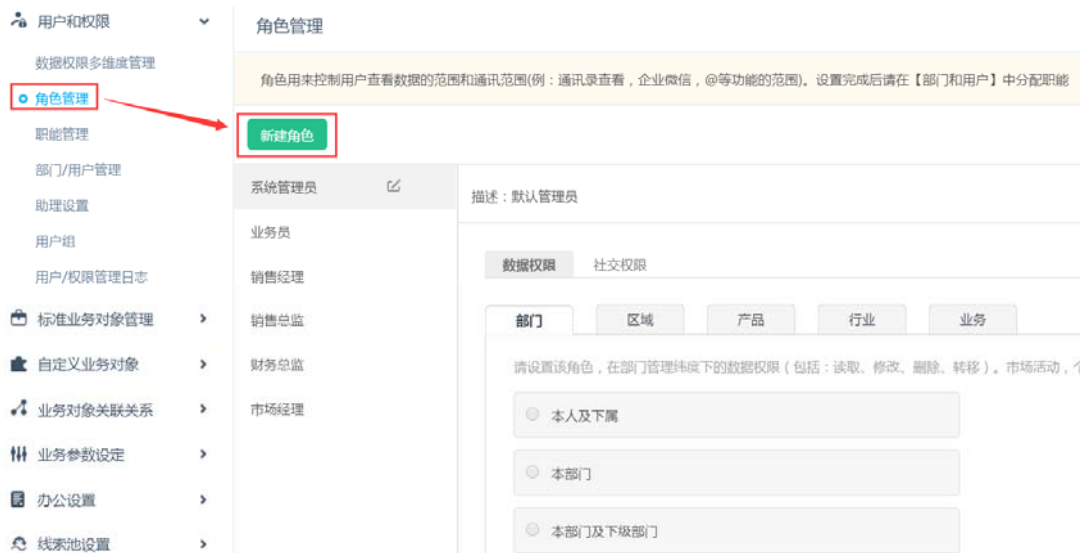 用户和权限
数据权限多维度管理
角色管理
职能管理
部门/用户管理
助理设置
用户组
用户/权限管理日志
标准业务对象管理
自定义业务对象
业务对象关联关系
业务参数设定
办公设置
线索池设置
角色管理
角色用来控制用户查看数据的范围和通讯范围(例：通讯录查看，企业微信，@等功能的范围)。设置完成后请在【部门和用户】中分配职能
新建角色
系统管理员
业务员
销售经理
销售总监
财务总监
市场经理
描述：默认管理员
数据权限 社交权限
部门 区域 产品 行业 业务
请设置该角色，在部门管理纬度下的数据权限（包括：读取、修改、删除、转移）。市场活动，
本人及下属
本部门
本部门及下级部门